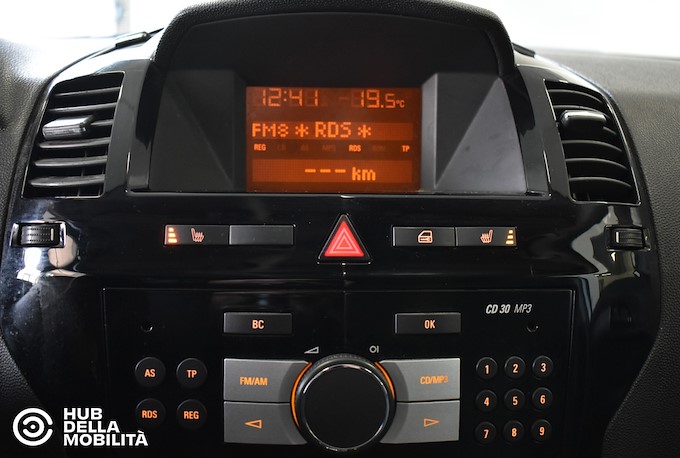 12:41 -19.5°C
FM8 * RDS *
REG RDS TP
--- km
BC OK CD 30 MP3
AS TP FM/AM CD/MP3 1 2 3
4 5 6
RDS REG 7 8 9
HUB
DELLA
MOBILITÀ